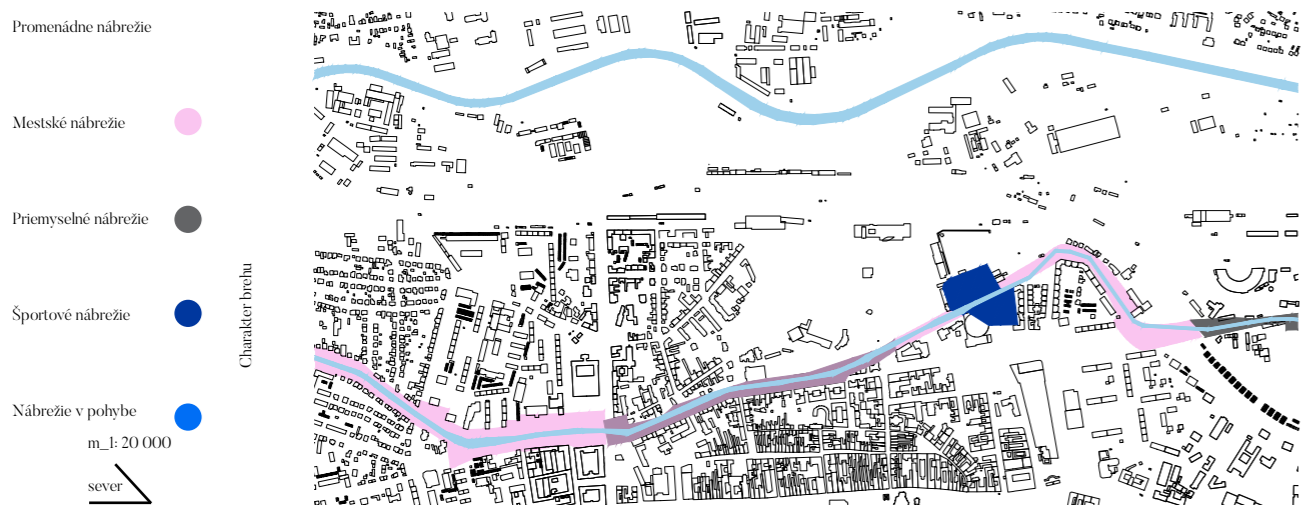 Promenádne nábrežie
Mestské nábrežie
Priemyselné nábrežie
Športové nábrežie
Nábrežie v pohybe
m_1: 20 000
sever
Charakter brehu